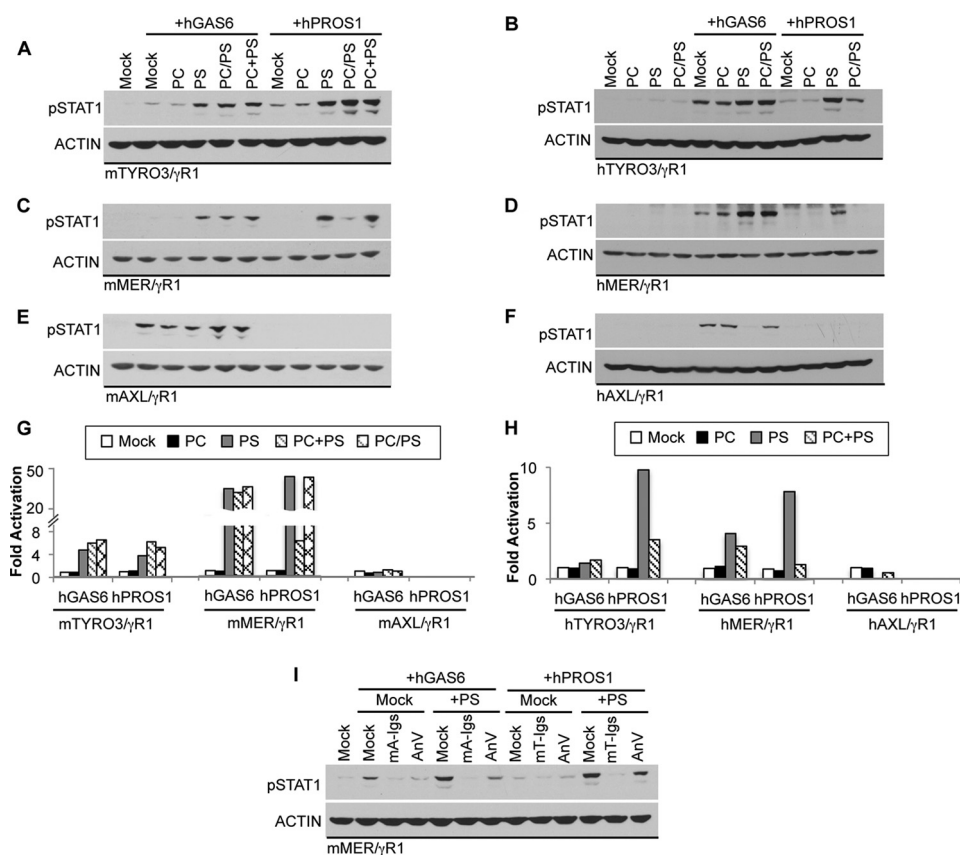 A
+hGAS6 +hPROS1
Mock Mock PC PS PC/PS PC+PS Mock PC PS PC/PS PC+PS
pSTAT1
ACTIN
mTYRO3/γR1
B
+hGAS6 +hPROS1
Mock PC PS PC/PS Mock PC PS PC/PS Mock PC PS PC/PS
pSTAT1
ACTIN
hTYRO3/γR1
C
pSTAT1
ACTIN
mMER/γR1
D
pSTAT1
ACTIN
hMER/γR1
E
pSTAT1
ACTIN
mAXL/γR1
F
pSTAT1
ACTIN
hAXL/γR1
G
Mock PC PS PC+PS PC/PS
Fold Activation
50
20
8
4
0
hGAS6 hPROS1 hGAS6 hPROS1 hGAS6 hPROS1
mTYRO3/γR1 mMER/γR1 mAXL/γR1
H
Mock PC PS PC+PS
Fold Activation
10
5
0
hGAS6 hPROS1 hGAS6 hPROS1 hGAS6 hPROS1
hTYRO3/γR1 hMER/γR1 hAXL/γR1
I
+hGAS6 +hPROS1
Mock +PS Mock +PS
Mock Mock mA-Igs AnV Mock mA-Igs AnV Mock mT-Igs AnV Mock mT-Igs AnV
pSTAT1
ACTIN
mMER/γR1